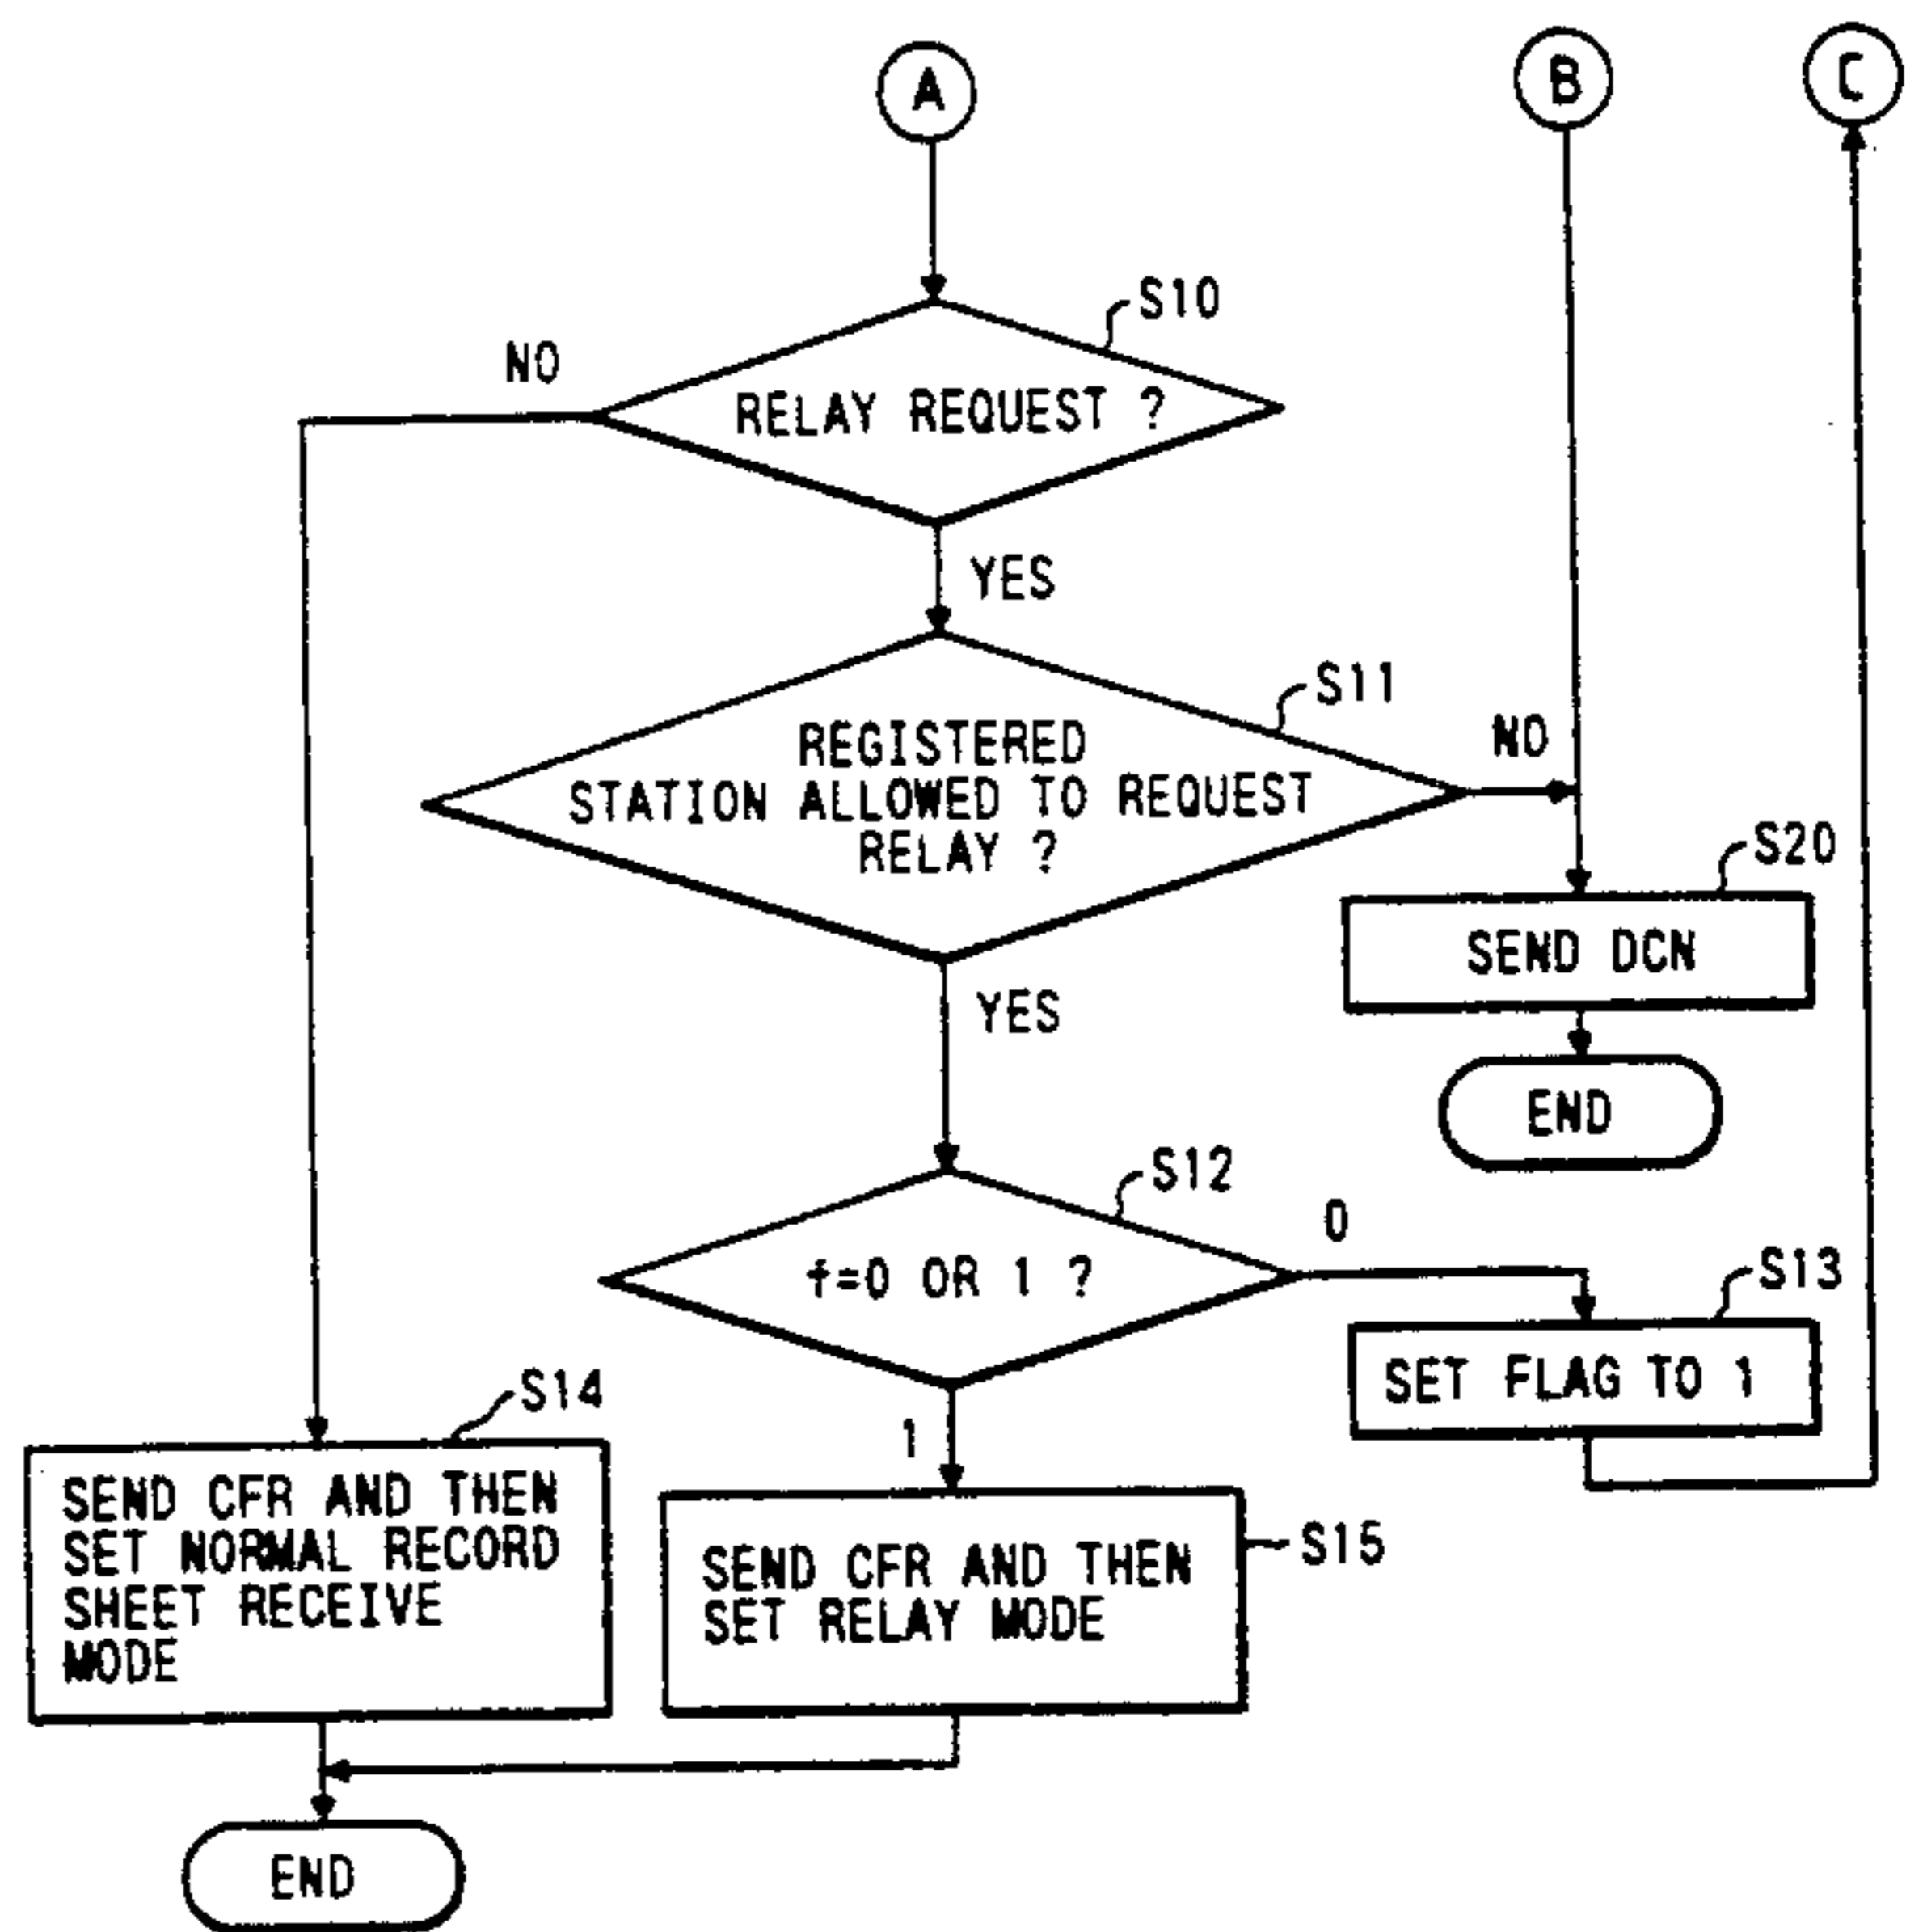 A
B
C
S10
NO
RELAY REQUEST ?
YES
S11
REGISTERED
STATION ALLOWED TO REQUEST
RELAY ?
NO
S20
SEND DCN
YES
END
S12
0
f=0 OR 1 ?
S13
SET FLAG TO 1
S14
1
SEND CFR AND THEN
SET NORMAL RECORD
SHEET RECEIVE
MODE
S15
SEND CFR AND THEN
SET RELAY MODE
END